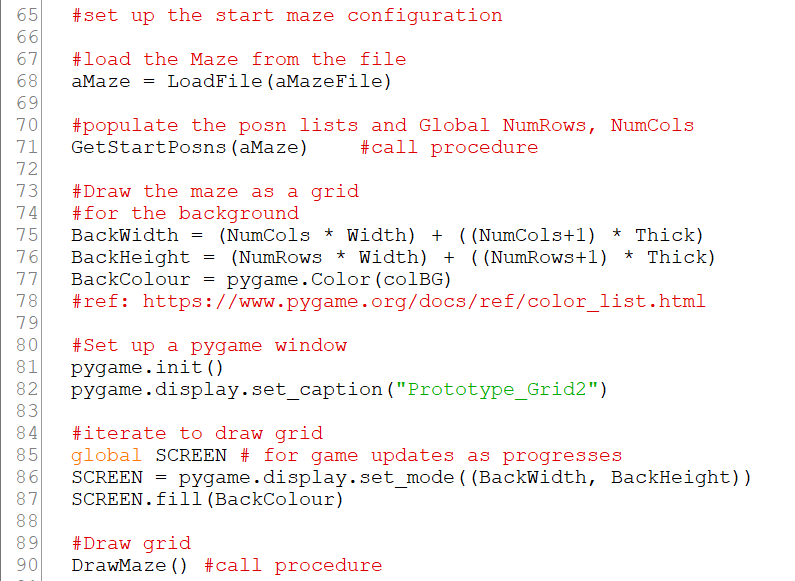 65 #set up the start maze configuration
66
67 #load the Maze from the file
68 aMaze = LoadFile(aMazeFile)
69
70 #populate the posn lists and Global NumRows, NumCols
71 GetStartPosns(aMaze)    #call procedure
72
73 #Draw the maze as a grid
74 #for the background
75 BackWidth = (NumCols * Width) + ((NumCols+1) * Thick)
76 BackHeight = (NumRows * Width) + ((NumRows+1) * Thick)
77 BackColour = pygame.Color(colBG)
78 #ref: https://www.pygame.org/docs/ref/color_list.html
79
80 #Set up a pygame window
81 pygame.init()
82 pygame.display.set_caption("Prototype_Grid2")
83
84 #iterate to draw grid
85 global SCREEN # for game updates as progresses
86 SCREEN = pygame.display.set_mode((BackWidth, BackHeight))
87 SCREEN.fill(BackColour)
88
89 #Draw grid
90 DrawMaze() #call procedure